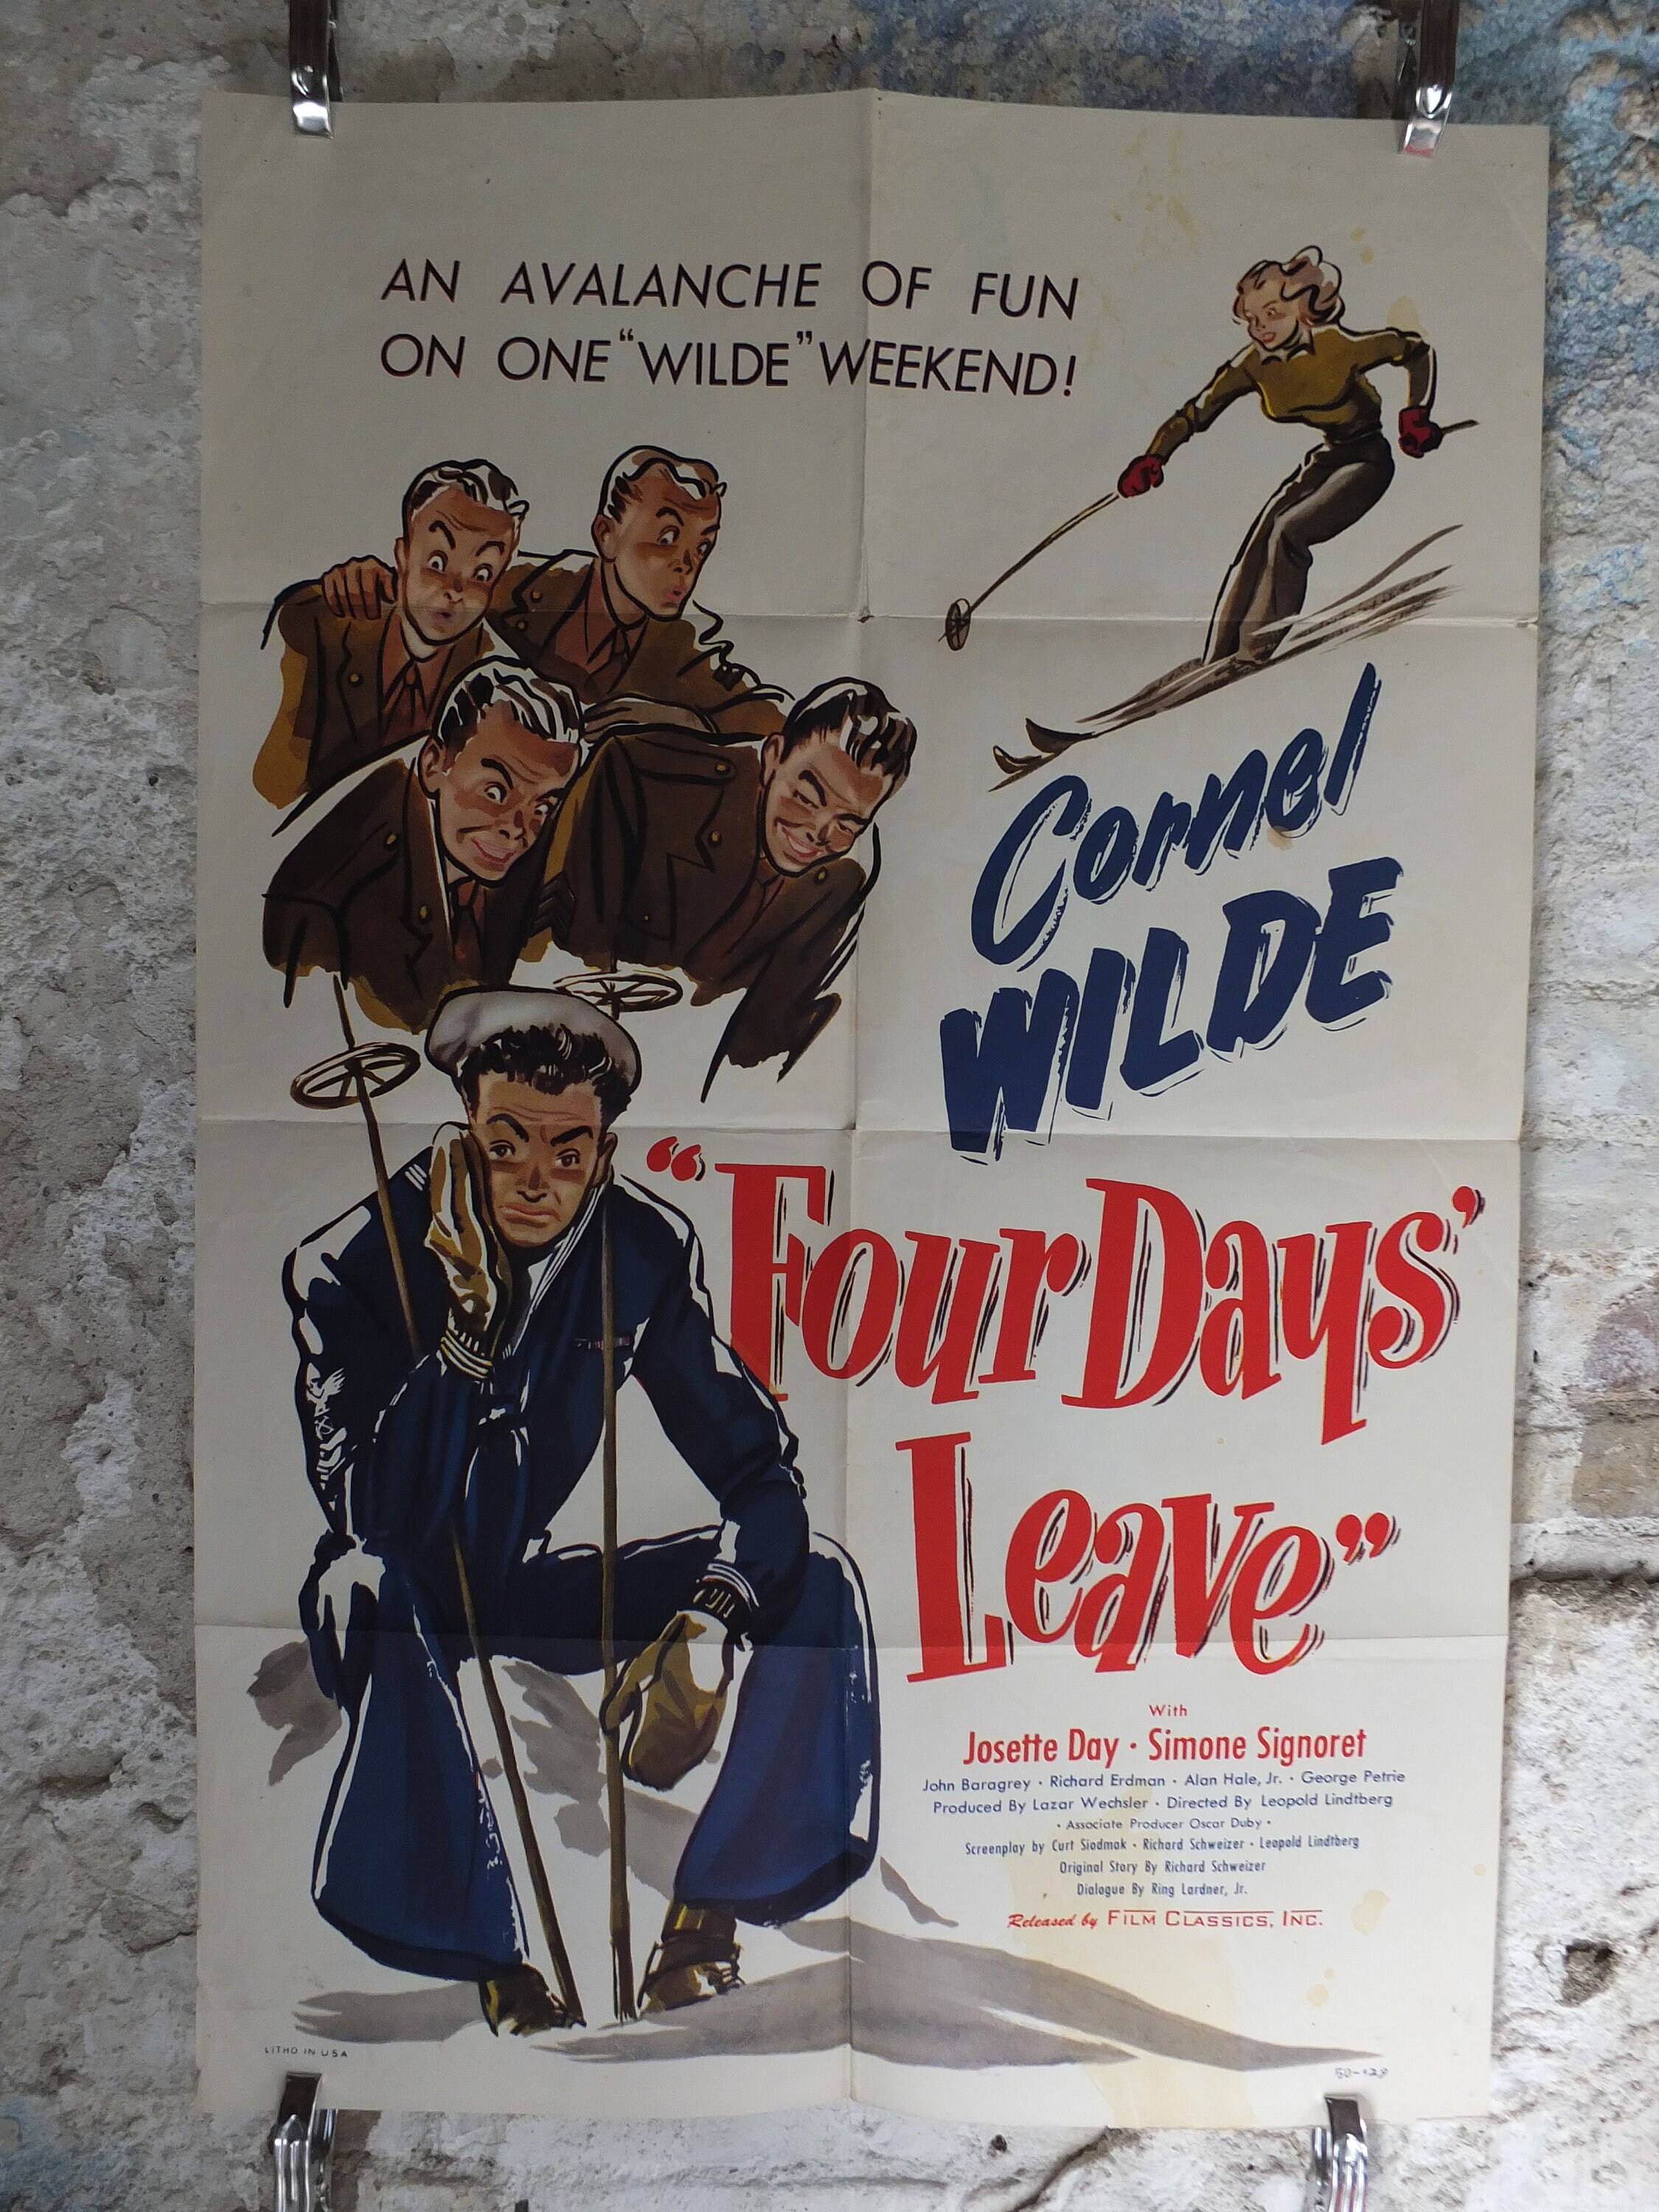 AN AVALANCHE OF FUN
ON ONE "WILDE" WEEKEND!
Cornel
WILDE
"Four Days'
Leave"
With
Josette Day · Simone Signoret
John Baragrey · Richard Erdman · Alan Hale, Jr. · George Petrie
Produced By Lazar Wechsler · Directed By Leopold Lindtberg
· Associate Producer Oscar Duby ·
Screenplay by Curt Siodmak · Richard Schweizer · Leopold Lindtberg
Original Story By Richard Schweizer
Dialogue By Ring Lardner, Jr.
Released by FILM CLASSICS, INC.
LITHO IN USA